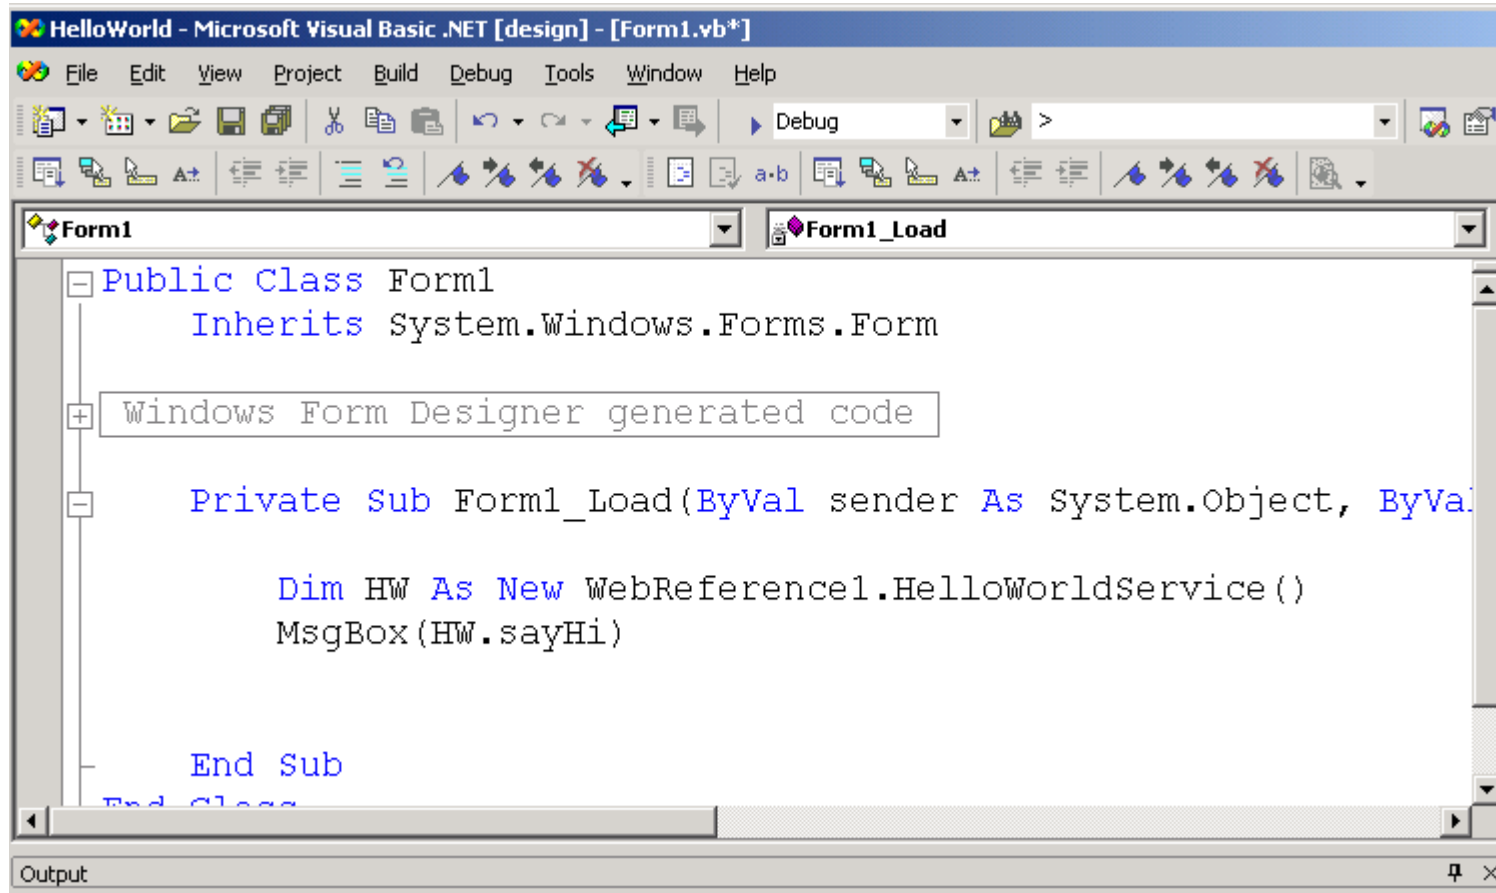 HelloWorld - Microsoft Visual Basic .NET [design] - [Form1.vb*]
File Edit View Project Build Debug Tools Window Help
Debug >
A a-b A
Form1 Form1_Load
Public Class Form1
Inherits System.Windows.Forms.Form
Windows Form Designer generated code
Private Sub Form1_Load(ByVal sender As System.Object, ByVal
Dim HW As New WebReference1.HelloWorldService()
MsgBox(HW.sayHi)
End Sub
End Class
Output